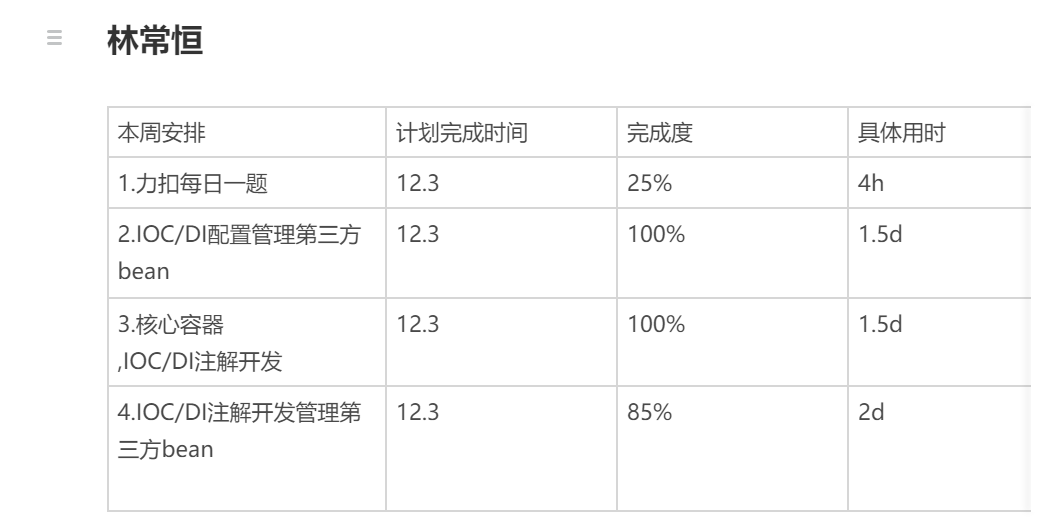 林常恒
本周安排 计划完成时间 完成度 具体用时
1.力扣每日一题 12.3 25% 4h
2.IOC/DI配置管理第三方 12.3 100% 1.5d
bean
3.核心容器 12.3 100% 1.5d
,IOC/DI注解开发
4.IOC/DI注解开发管理第 12.3 85% 2d
三方bean